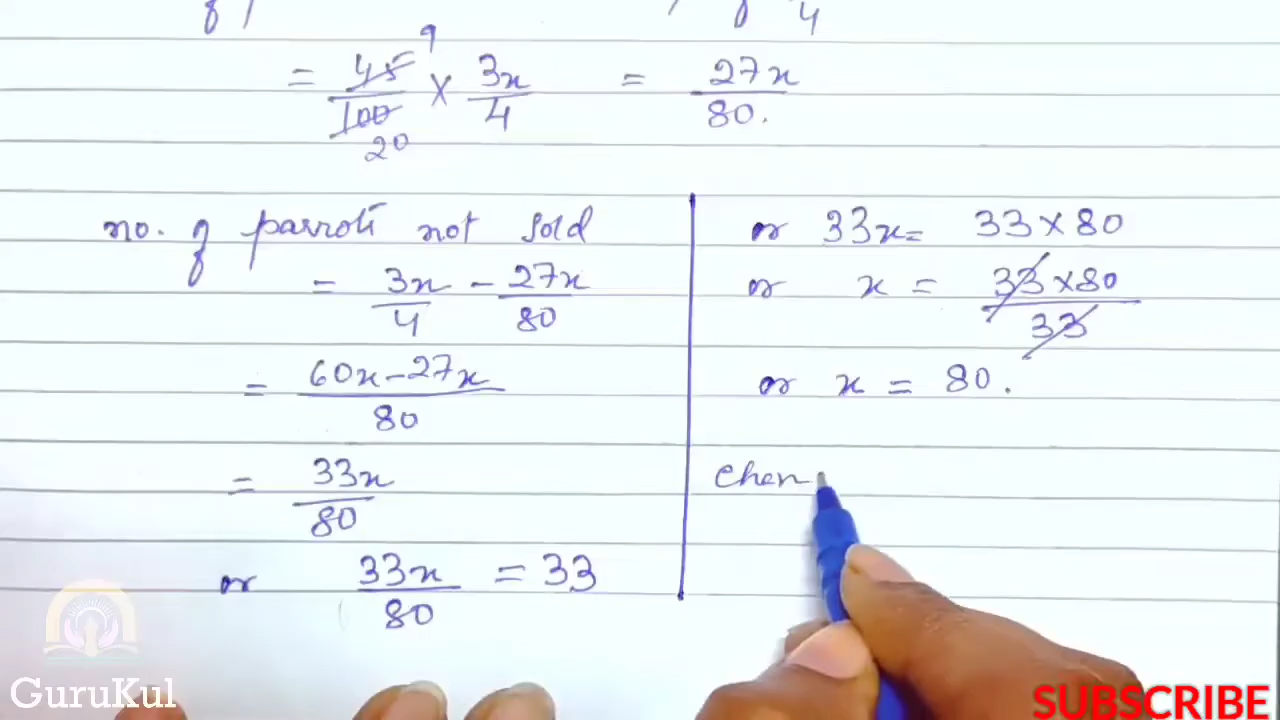 4
9
= 45/100 × 3x/4 = 27x/80.
20
no. of parrots not sold
= 3x/4 - 27x/80
= 60x-27x/80
= 33x/80
or 33x/80 = 33
or 33x= 33×80
or x = 33×80/33
or x = 80.
GuruKul
SUBSCRIBE